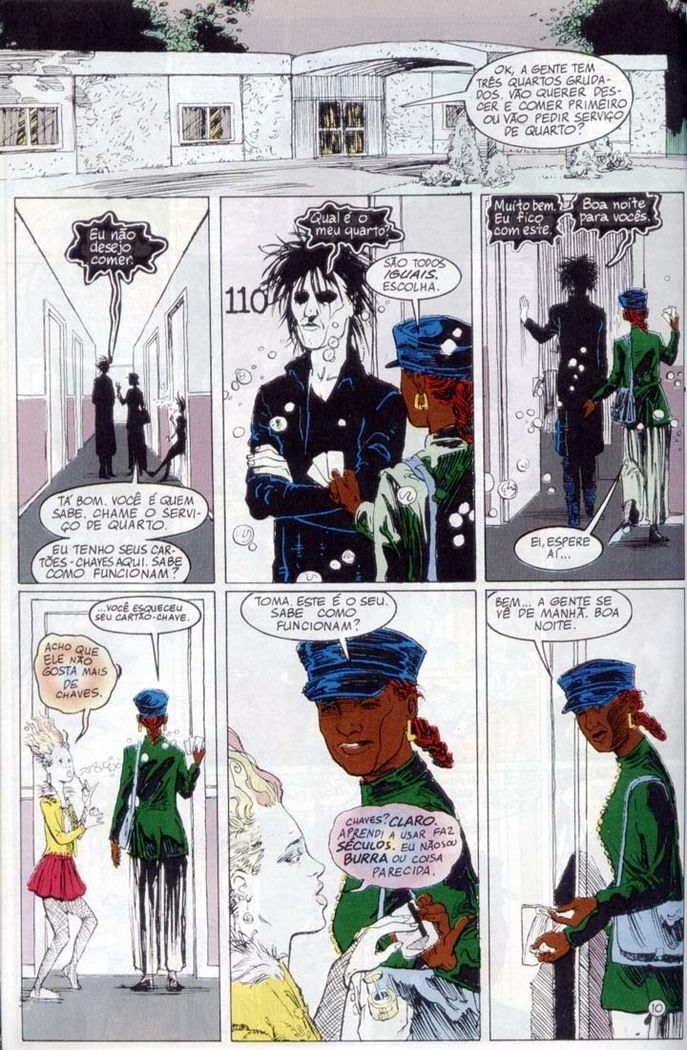 OK, A GENTE TEM
TRÊS QUARTOS GRUDA-
DOS. VÃO QUERER DES-
CER E COMER PRIMEIRO
OU VÃO PEDIR SERVIÇO
DE QUARTO?
Eu não
desejo
comer.
TÁ BOM. VOCÊ É QUEM
SABE. CHAME O SERVI-
ÇO DE QUARTO.
EU TENHO SEUS CAR-
TÕES-CHAVES AQUI. SABE
COMO FUNCIONAM?
Qual é o
meu quarto?
110
SÃO TODOS
IGUAIS.
ESCOLHA.
Muito bem.
Eu fico
com este.
Boa noite
para vocês.
EI, ESPERE
AÍ...
...VOCÊ ESQUECEU
SEU CARTÃO-CHAVE.
ACHO QUE
ELE NÃO
GOSTA MAIS
DE
CHAVES.
TOMA. ESTE É O SEU.
SABE COMO
FUNCIONAM?
CHAVES? CLARO.
APRENDI A USAR FAZ
SÉCULOS. EU NÃO SOU
BURRA OU COISA
PARECIDA.
BEM... A GENTE SE
VÊ DE MANHÃ. BOA
NOITE.
10